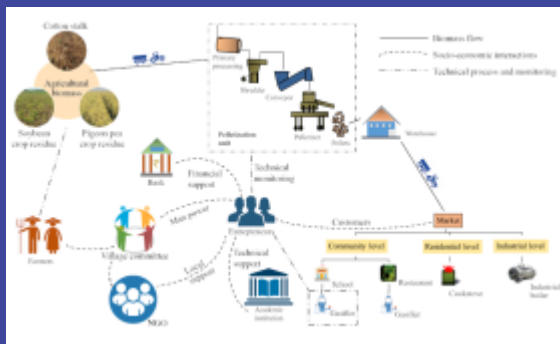 Cotton stalk
Agricultural
biomass
Soybean
crop residue
Pigeon pea
crop residue
Primary
processing
Shredder
Conveyor
Pelletizer
Pellets
Pelletization
unit
Biomass flow
Socio-economic interactions
Technical process and monitoring
Warehouse
Bank
Financial
support
Technical
monitoring
Man power
Customers
Market
Farmers
Village committee
Entrepreneurs
Local
support
Technical
support
NGO
Academic
institution
Community level
Residential level
Industrial level
School
Restaurant
Gasifier
Gasifier
Cookstove
Industrial
boiler